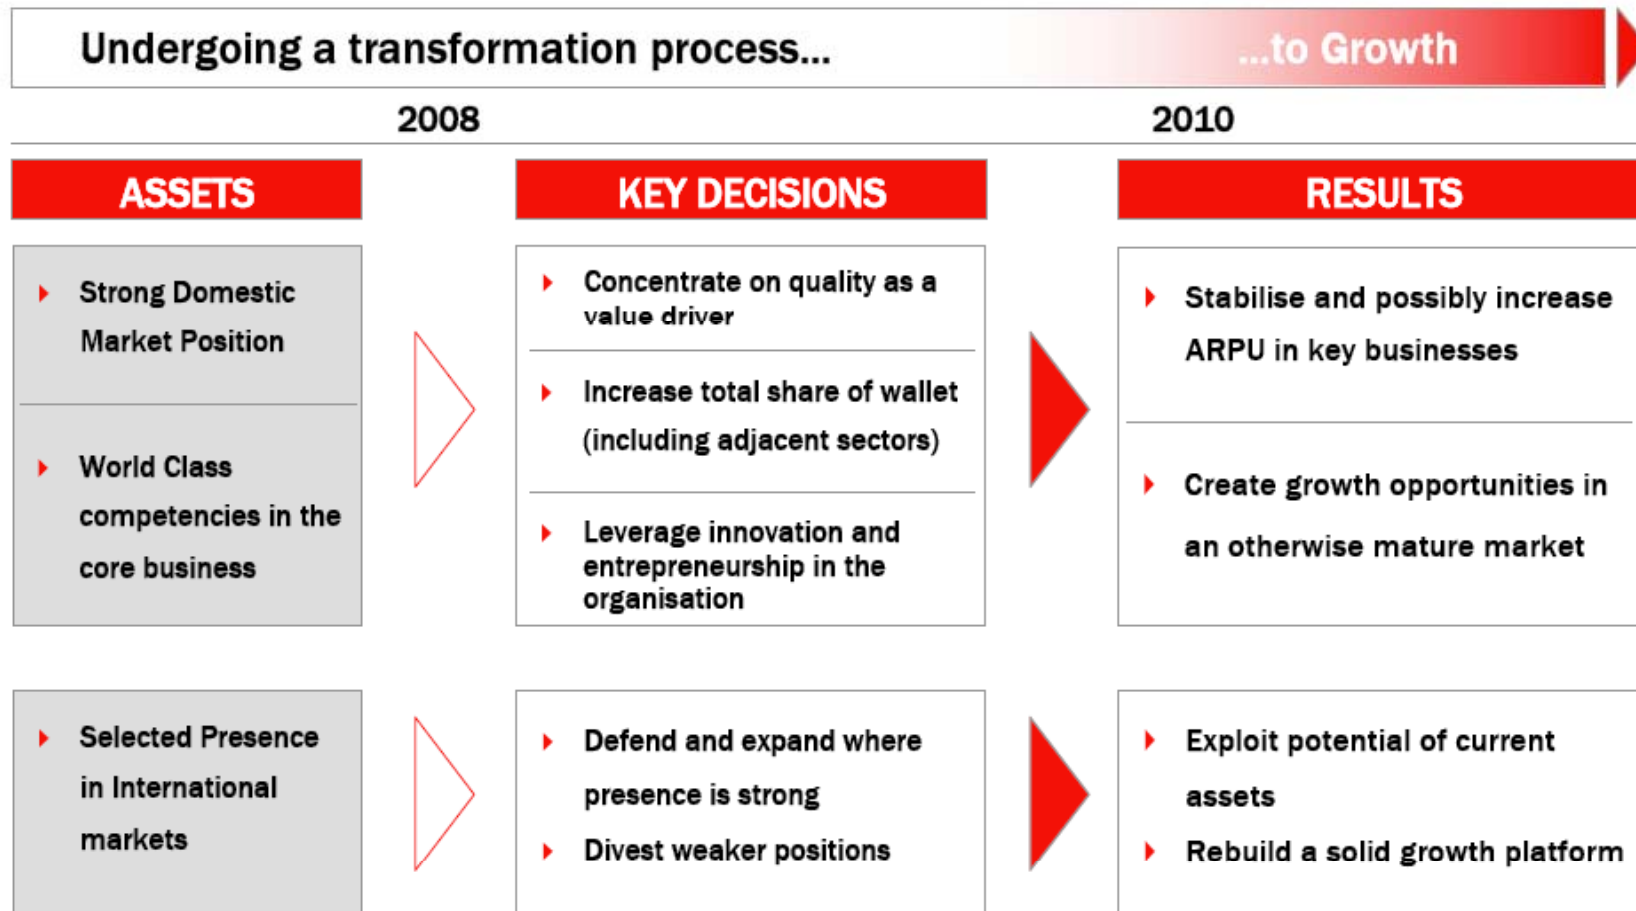 Undergoing a transformation process...
...to Growth
2008
2010
ASSETS
KEY DECISIONS
RESULTS
Strong Domestic
Market Position
World Class
competencies in the
core business
Concentrate on quality as a
value driver
Increase total share of wallet
(including adjacent sectors)
Leverage innovation and
entrepreneurship in the
organisation
Stabilise and possibly increase
ARPU in key businesses
Create growth opportunities in
an otherwise mature market
Selected Presence
in International
markets
Defend and expand where
presence is strong
Divest weaker positions
Exploit potential of current
assets
Rebuild a solid growth platform